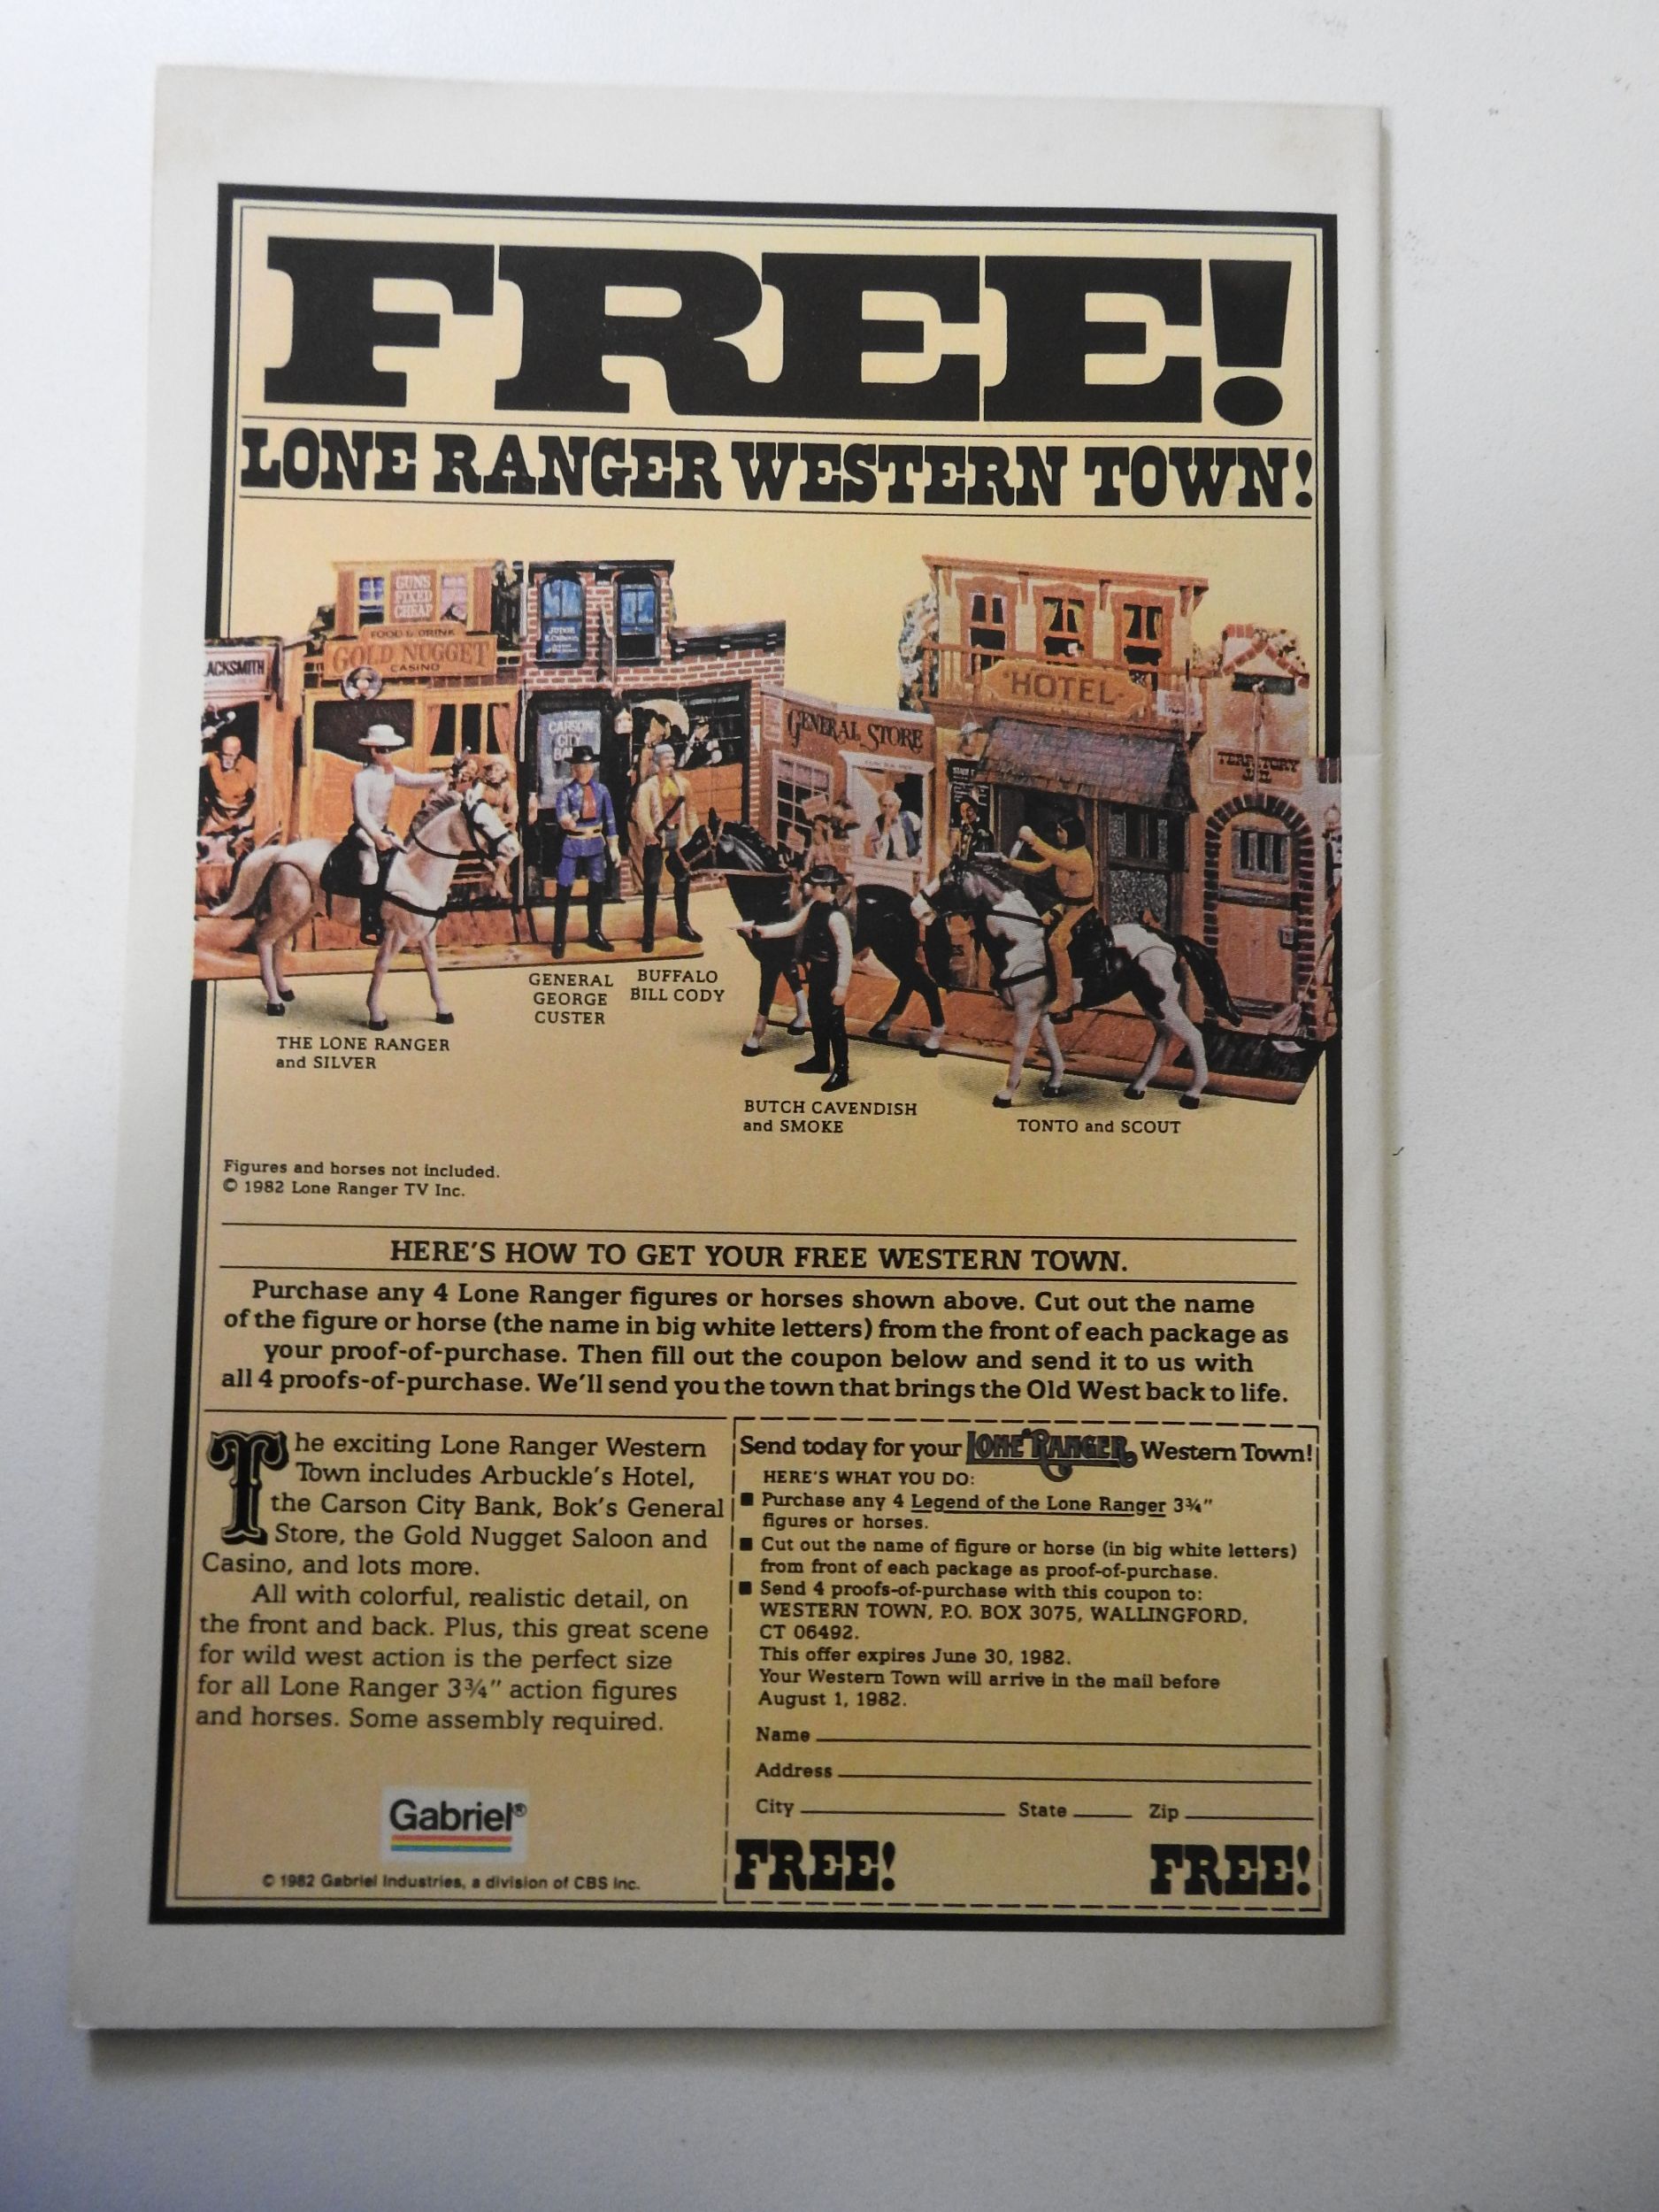 FREE!
LONE RANGER WESTERN TOWN!
GUNS
FIXED
CHEAP
FOOD & DRINK
GOLD NUGGET
CASINO
ACKSMITH
JUDGE
CARSON
CITY
GENERAL STORE
HOTEL
TERRITORY
JAIL
GENERAL
GEORGE
CUSTER
BUFFALO
BILL CODY
THE LONE RANGER
and SILVER
BUTCH CAVENDISH
and SMOKE
TONTO and SCOUT
Figures and horses not included.
© 1982 Lone Ranger TV Inc.
HERE'S HOW TO GET YOUR FREE WESTERN TOWN.
Purchase any 4 Lone Ranger figures or horses shown above. Cut out the name
of the figure or horse (the name in big white letters) from the front of each package as
your proof-of-purchase. Then fill out the coupon below and send it to us with
all 4 proofs-of-purchase. We'll send you the town that brings the Old West back to life.
The exciting Lone Ranger Western
Town includes Arbuckle's Hotel,
the Carson City Bank, Bok's General
Store, the Gold Nugget Saloon and
Casino, and lots more.
All with colorful, realistic detail, on
the front and back. Plus, this great scene
for wild west action is the perfect size
for all Lone Ranger 3¾" action figures
and horses. Some assembly required.
Gabriel®
© 1982 Gabriel Industries, a division of CBS Inc.
Send today for your LONE RANGER Western Town!
HERE'S WHAT YOU DO:
■ Purchase any 4 Legend of the Lone Ranger 3¾"
figures or horses.
■ Cut out the name of figure or horse (in big white letters)
from front of each package as proof-of-purchase.
■ Send 4 proofs-of-purchase with this coupon to:
WESTERN TOWN, P.O. BOX 3075, WALLINGFORD,
CT 06492.
This offer expires June 30, 1982.
Your Western Town will arrive in the mail before
August 1, 1982.
Name
Address
City State Zip
FREE! FREE!